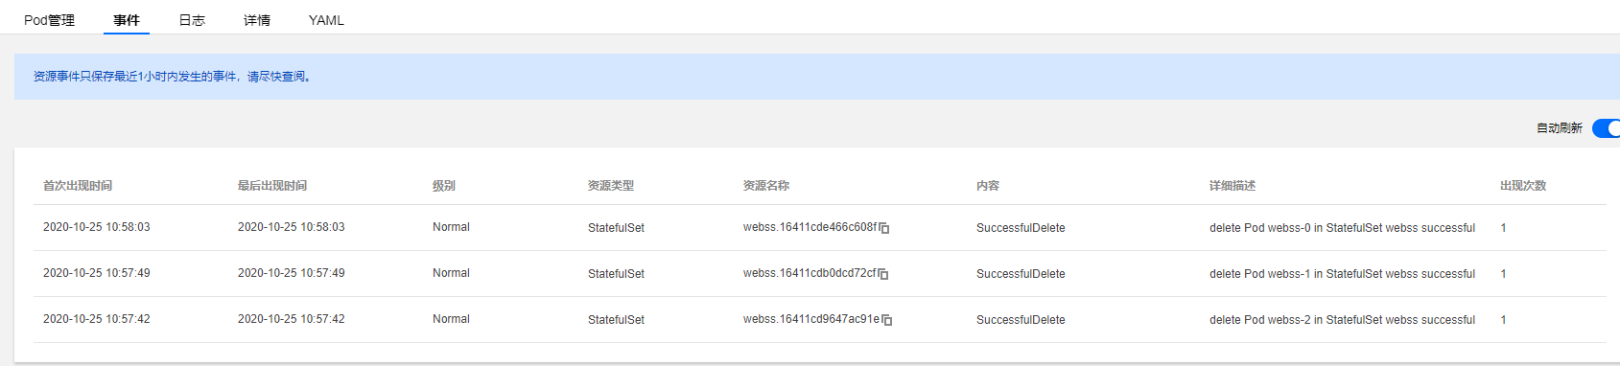 Pod管理 事件 日志 详情 YAML
资源事件只保存最近1小时内发生的事件，请尽快查阅。
自动刷新
首次出现时间 最后出现时间 级别 资源类型 资源名称 内容 详细描述 出现次数
2020-10-25 10:58:03 2020-10-25 10:58:03 Normal StatefulSet webss.16411cde466c608f SuccessfulDelete delete Pod webss-0 in StatefulSet webss successful 1
2020-10-25 10:57:49 2020-10-25 10:57:49 Normal StatefulSet webss.16411cdb0dcd72cf SuccessfulDelete delete Pod webss-1 in StatefulSet webss successful 1
2020-10-25 10:57:42 2020-10-25 10:57:42 Normal StatefulSet webss.16411cd9647ac91e SuccessfulDelete delete Pod webss-2 in StatefulSet webss successful 1